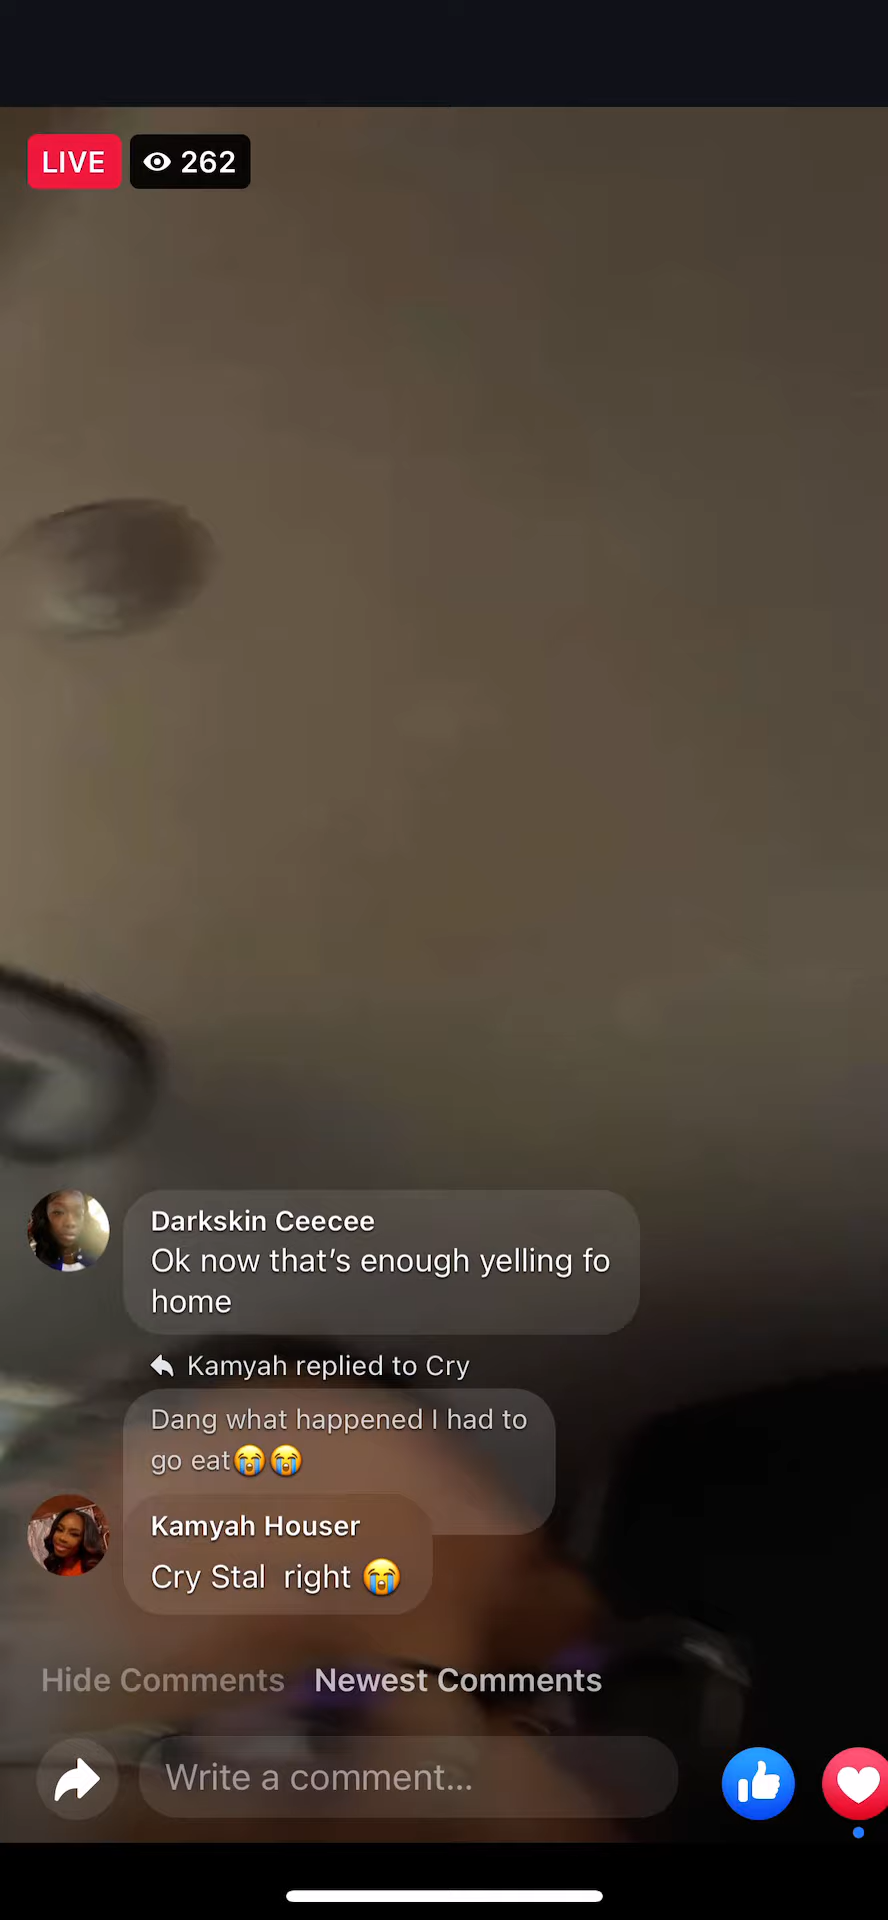 LIVE 262
Darkskin Ceecee
Ok now that’s enough yelling fo
home
Kamyah replied to Cry
Dang what happened I had to
go eat😭😭
Kamyah Houser
Cry Stal  right 😭
Hide Comments Newest Comments
Write a comment...